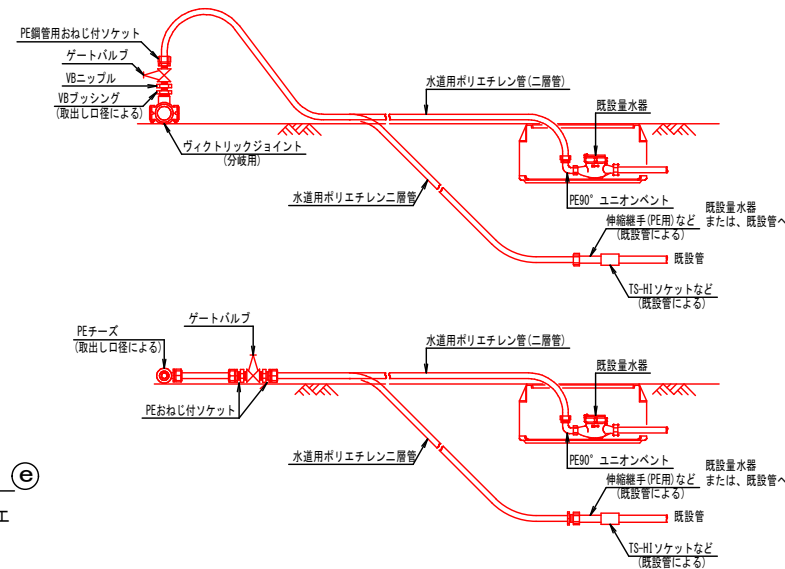 PE鋼管用おねじ付ソケット
ゲートバルブ
VBニップル
VBブッシング
(取出し口径による)
ヴィクトリックジョイント
(分岐用)
水道用ポリエチレン管(二層管)
既設量水器
水道用ポリエチレン二層管
PE90° ユニオンベント
伸縮継手(PE用)など
(既設管による)
既設量水器
または、既設管へ
既設管
TS-HIソケットなど
(既設管による)
PEチーズ
(取出し口径による)
ゲートバルブ
水道用ポリエチレン管(二層管)
既設量水器
PEおねじ付ソケット
水道用ポリエチレン二層管
PE90° ユニオンベント
伸縮継手(PE用)など
(既設管による)
既設量水器
または、既設管へ
既設管
TS-HIソケットなど
(既設管による)
e
工